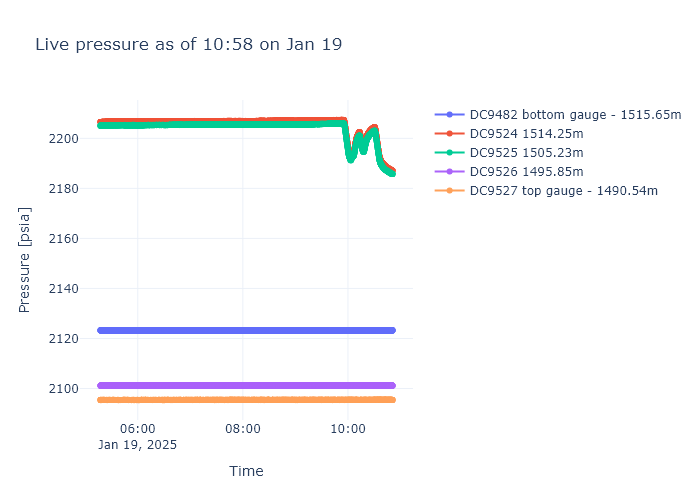 Live pressure as of 10:58 on Jan 19
DC9482 bottom gauge - 1515.65m
DC9524 1514.25m
DC9525 1505.23m
DC9526 1495.85m
DC9527 top gauge - 1490.54m
Pressure [psia]
2200
2180
2160
2140
2120
2100
06:00 08:00 10:00
Jan 19, 2025
Time